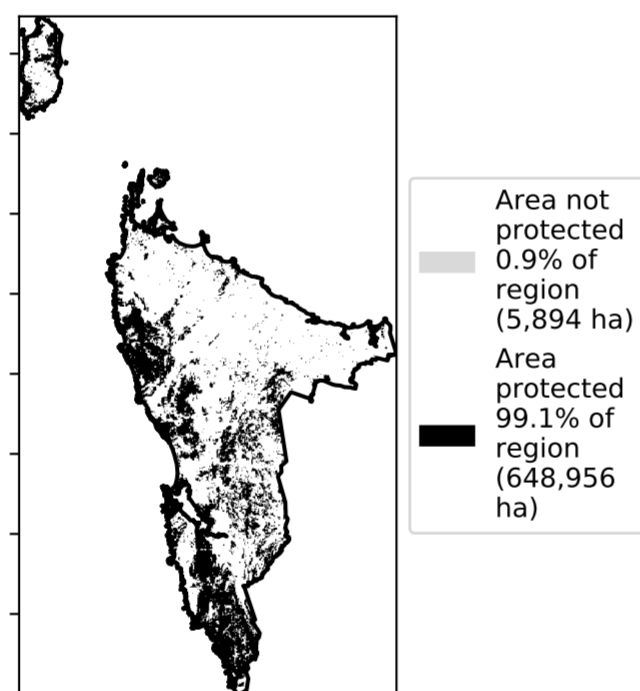 Area not
protected
0.9% of
region
(5,894 ha)
Area
protected
99.1% of
region
(648,956
ha)